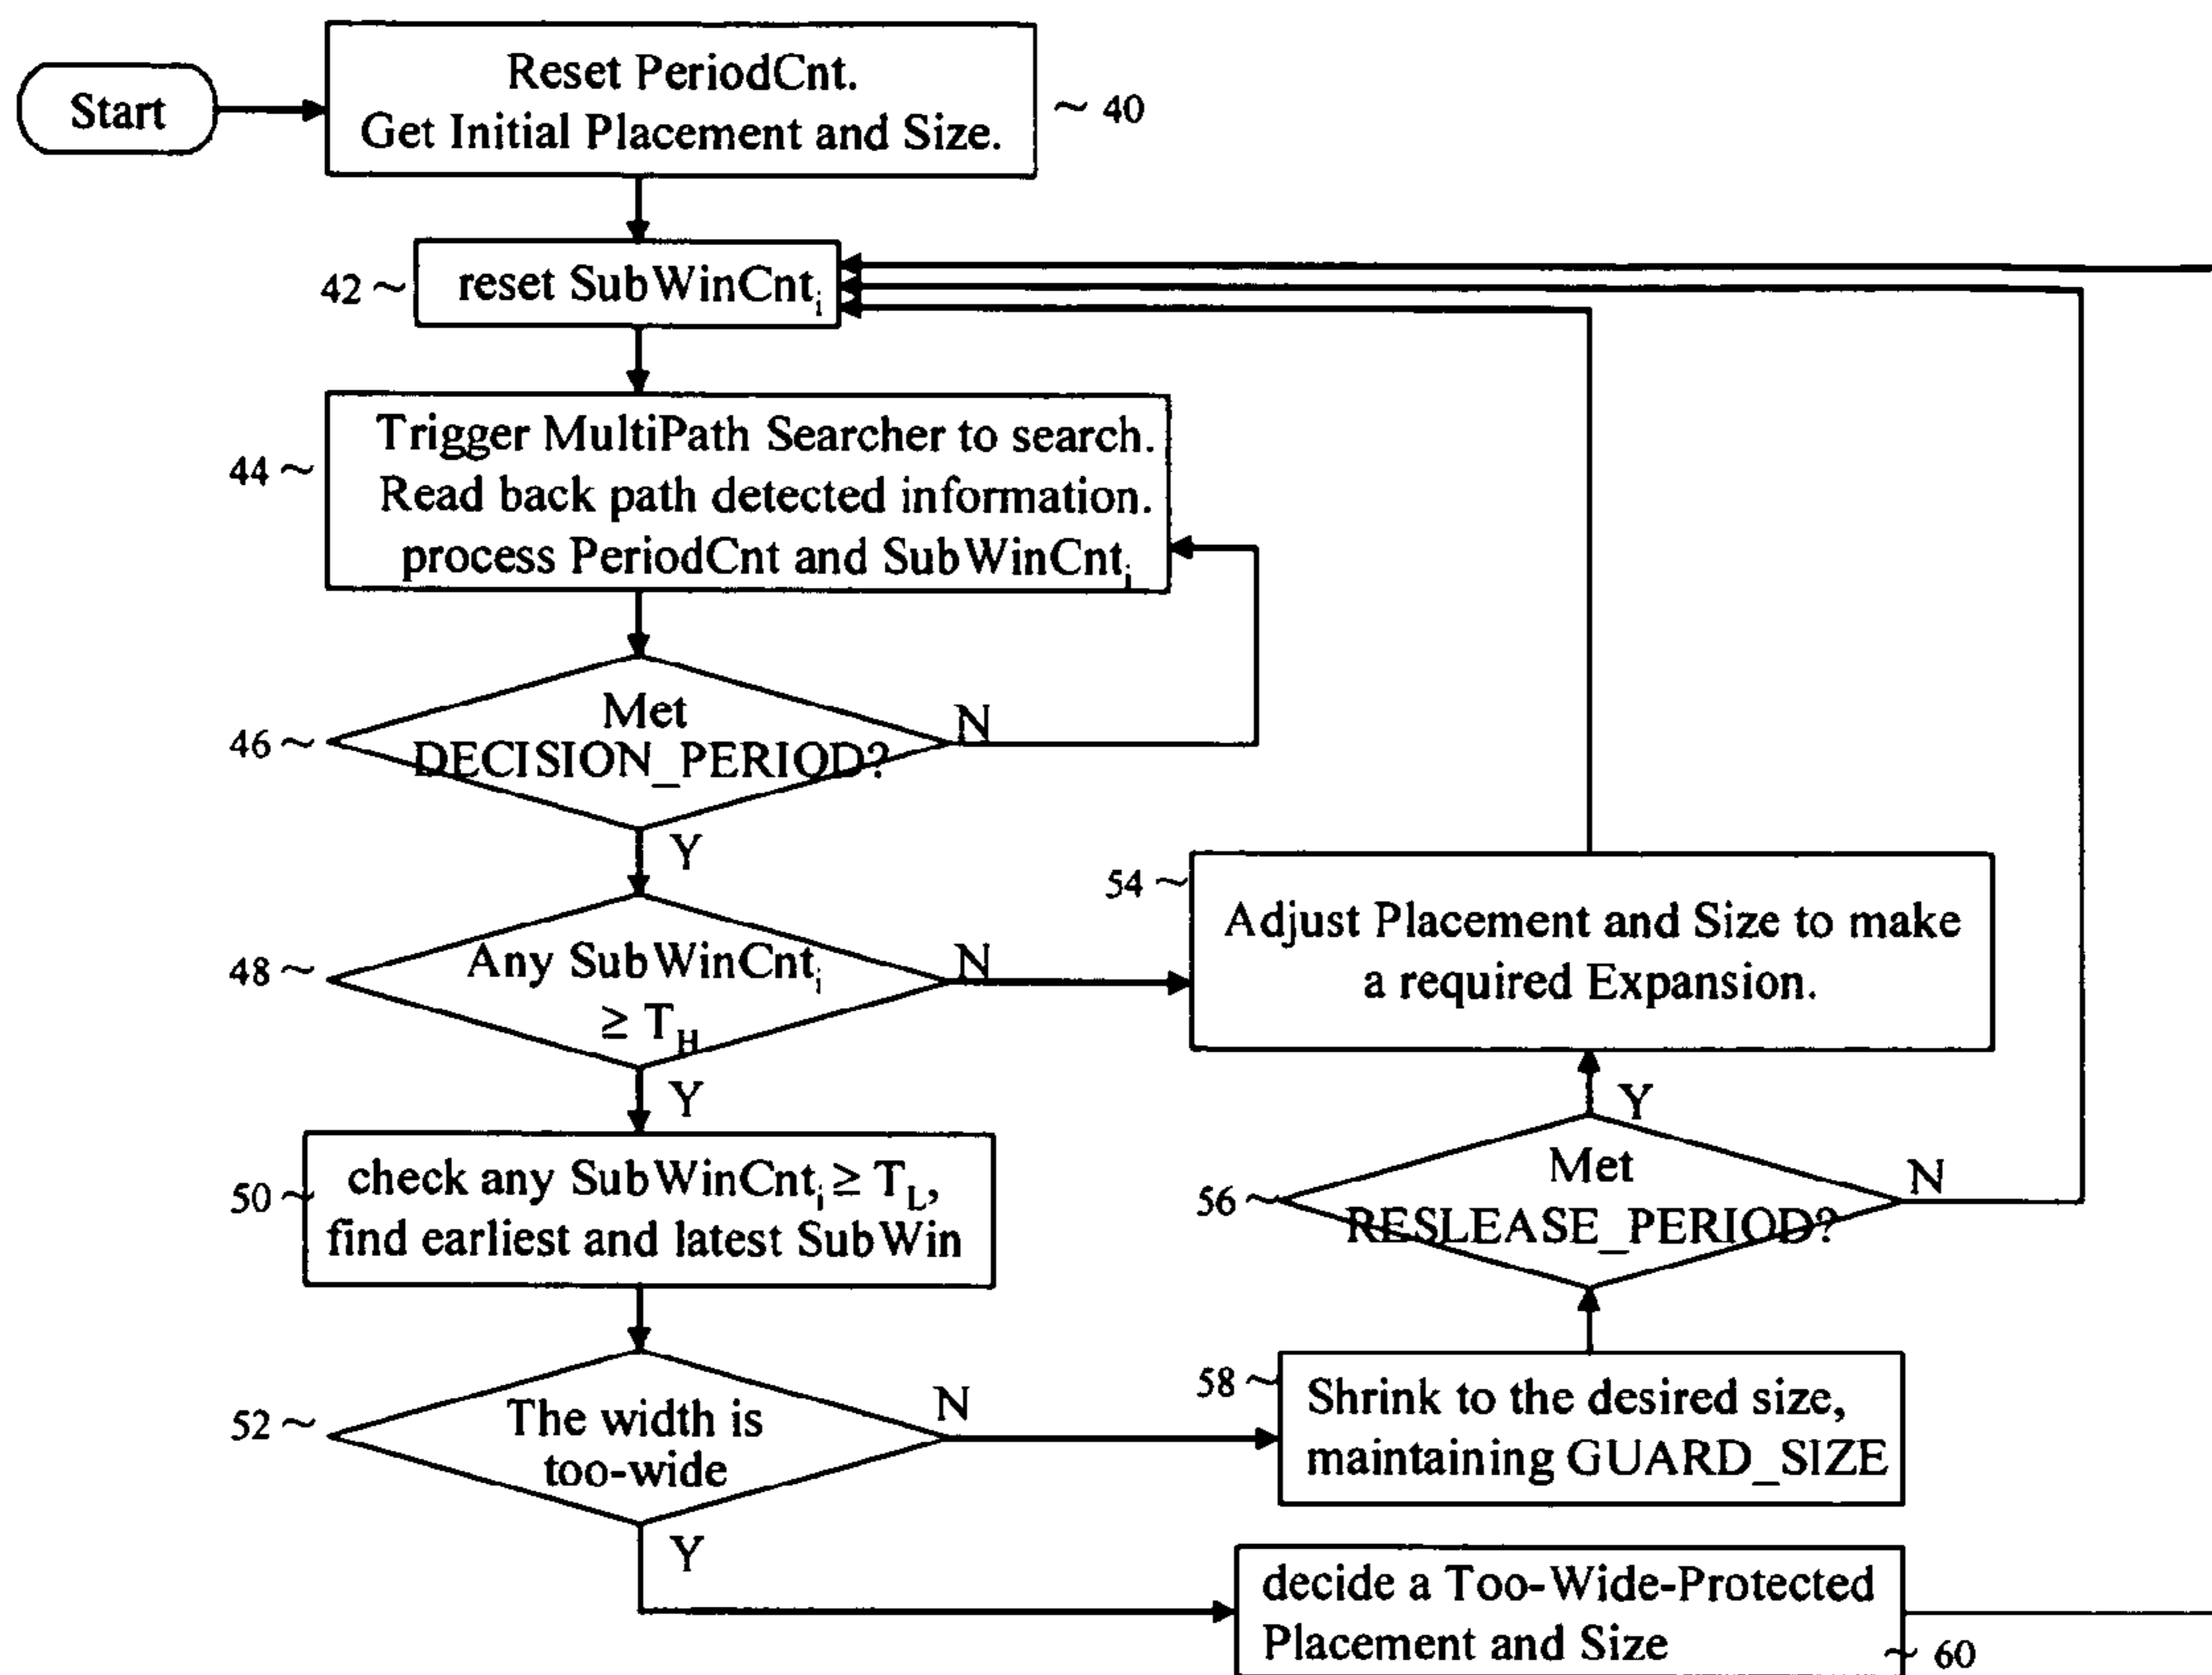 Start
Reset PeriodCnt.
Get Initial Placement and Size.
~ 40
42 ~
reset SubWinCntᵢ
44 ~
Trigger MultiPath Searcher to search.
Read back path detected information.
process PeriodCnt and SubWinCntᵢ
46 ~
Met
DECISION_PERIOD?
N
Y
48 ~
Any SubWinCntᵢ
≥ T_H
N
Y
54 ~
Adjust Placement and Size to make
a required Expansion.
50 ~
check any SubWinCntᵢ ≥ T_L,
find earliest and latest SubWin
56 ~
Met
RESLEASE_PERIOD?
Y
N
52 ~
The width is
too-wide
N
Y
58 ~
Shrink to the desired size,
maintaining GUARD_SIZE
decide a Too-Wide-Protected
Placement and Size
~ 60